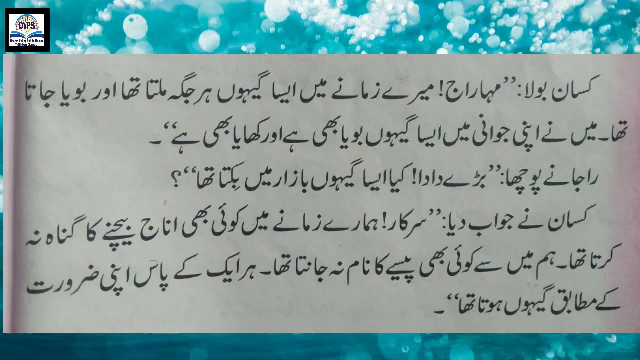 DYPS
کسان بولا: ’’مہاراج! میرے زمانے میں ایسا گیہوں ہر جگہ ملتا تھا اور بویا جاتا
تھا۔ میں نے اپنی جوانی میں ایسا گیہوں بویا بھی ہے اور کھایا بھی ہے‘‘۔
راجا نے پوچھا: ’’بڑے دادا! کیا ایسا گیہوں بازار میں بِکتا تھا‘‘؟
کسان نے جواب دیا: ’’سرکار! ہمارے زمانے میں کوئی بھی اناج بیچنے کا گناہ نہ
کرتا تھا۔ ہم میں سے کوئی بھی پیسے کا نام نہ جانتا تھا۔ ہر ایک کے پاس اپنی ضرورت
کے مطابق گیہوں ہوتا تھا‘‘۔